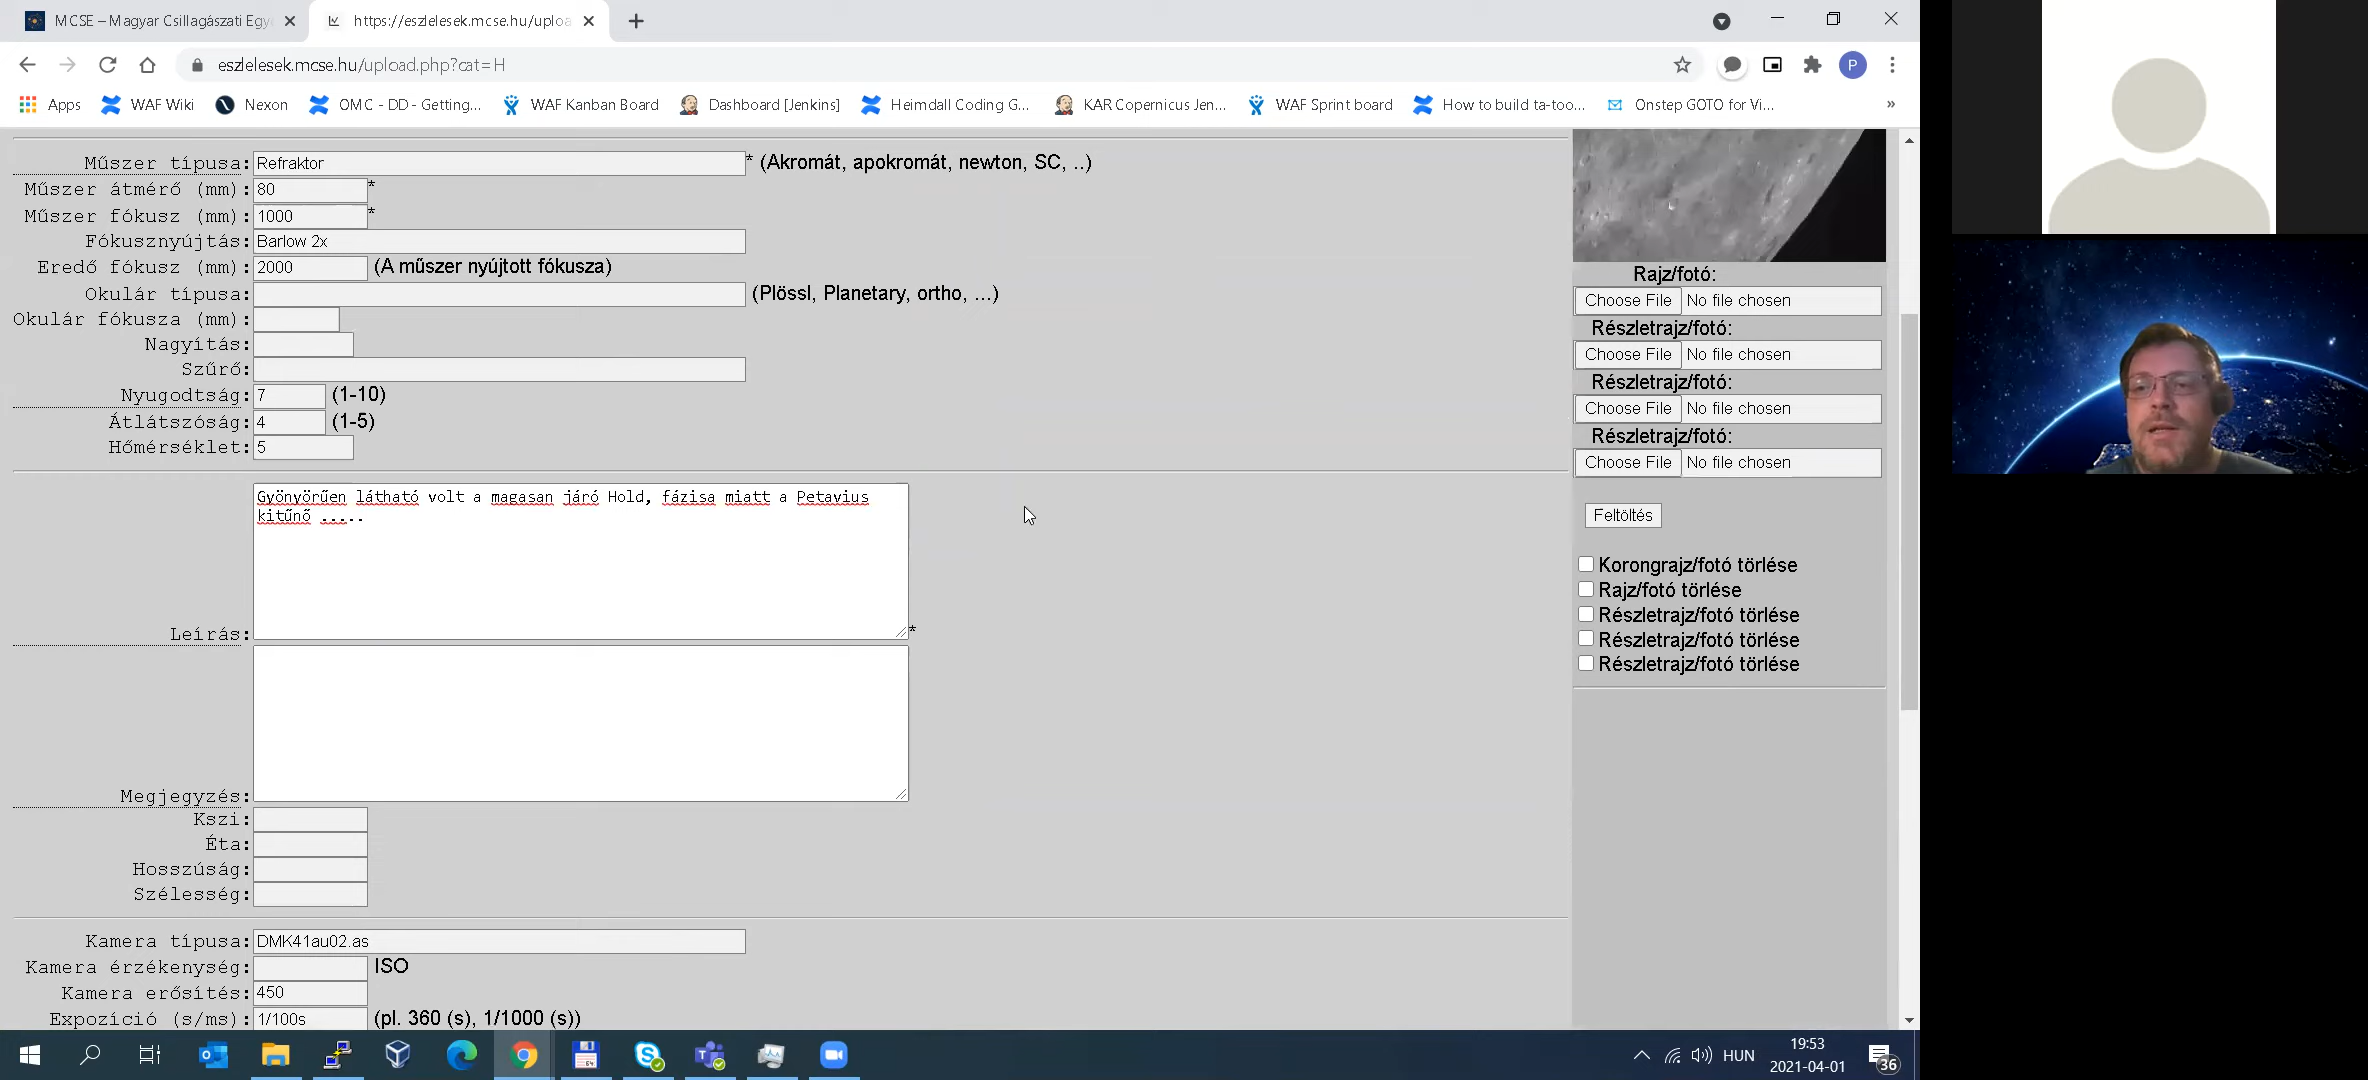 MCSE – Magyar Csillagászati Egy
https://eszlelesek.mcse.hu/uploa
eszlelesek.mcse.hu/upload.php?cat=H
P
Apps
WAF Wiki
Nexon
OMC - DD - Getting...
WAF Kanban Board
Dashboard [Jenkins]
Heimdall Coding G...
KAR Copernicus Jen...
WAF Sprint board
How to build ta-too...
Onstep GOTO for Vi...
»
Műszer típusa: Refraktor * (Akromát, apokromát, newton, SC, ..)
Műszer átmérő (mm): 80 *
Műszer fókusz (mm): 1000 *
Fókusznyújtás: Barlow 2x
Eredő fókusz (mm): 2000 (A műszer nyújtott fókusza)
Okulár típusa: (Plössl, Planetary, ortho, ...)
Okulár fókusza (mm):
Nagyítás:
Szűrő:
Nyugodtság: 7 (1-10)
Átlátszóság: 4 (1-5)
Hőmérséklet: 5
Gyönyörűen látható volt a magasan járó Hold, fázisa miatt a Petavius
kitűnő .....
Leírás: *
Megjegyzés:
Kszi:
Éta:
Hosszúság:
Szélesség:
Kamera típusa: DMK41au02.as
Kamera érzékenység: ISO
Kamera erősítés: 450
Expozíció (s/ms): 1/100s (pl. 360 (s), 1/1000 (s))
Rajz/fotó:
Choose File No file chosen
Részletrajz/fotó:
Choose File No file chosen
Részletrajz/fotó:
Choose File No file chosen
Részletrajz/fotó:
Choose File No file chosen
Feltöltés
Korongrajz/fotó törlése
Rajz/fotó törlése
Részletrajz/fotó törlése
Részletrajz/fotó törlése
Részletrajz/fotó törlése
HUN
19:53
2021-04-01
36